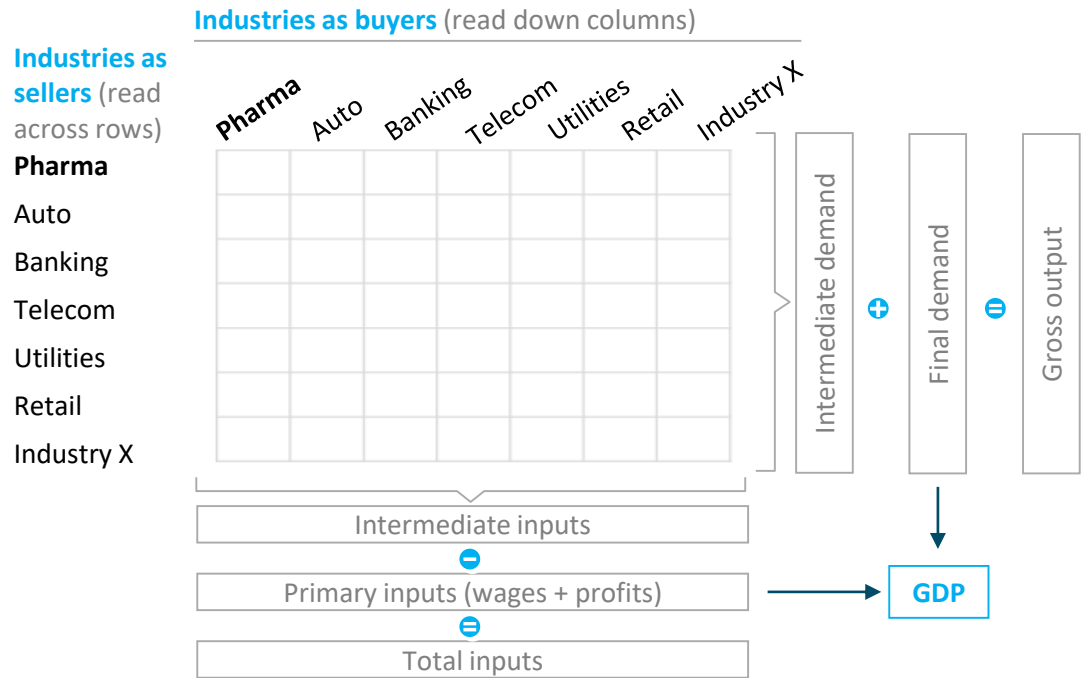 Industries as buyers (read down columns)
Industries as
sellers (read
across rows)
Pharma
Auto
Banking
Telecom
Utilities
Retail
Industry X
Pharma
Auto
Banking
Telecom
Utilities
Retail
Industry X
Intermediate demand
+
Final demand
=
Gross output
Intermediate inputs
−
Primary inputs (wages + profits)
=
Total inputs
GDP